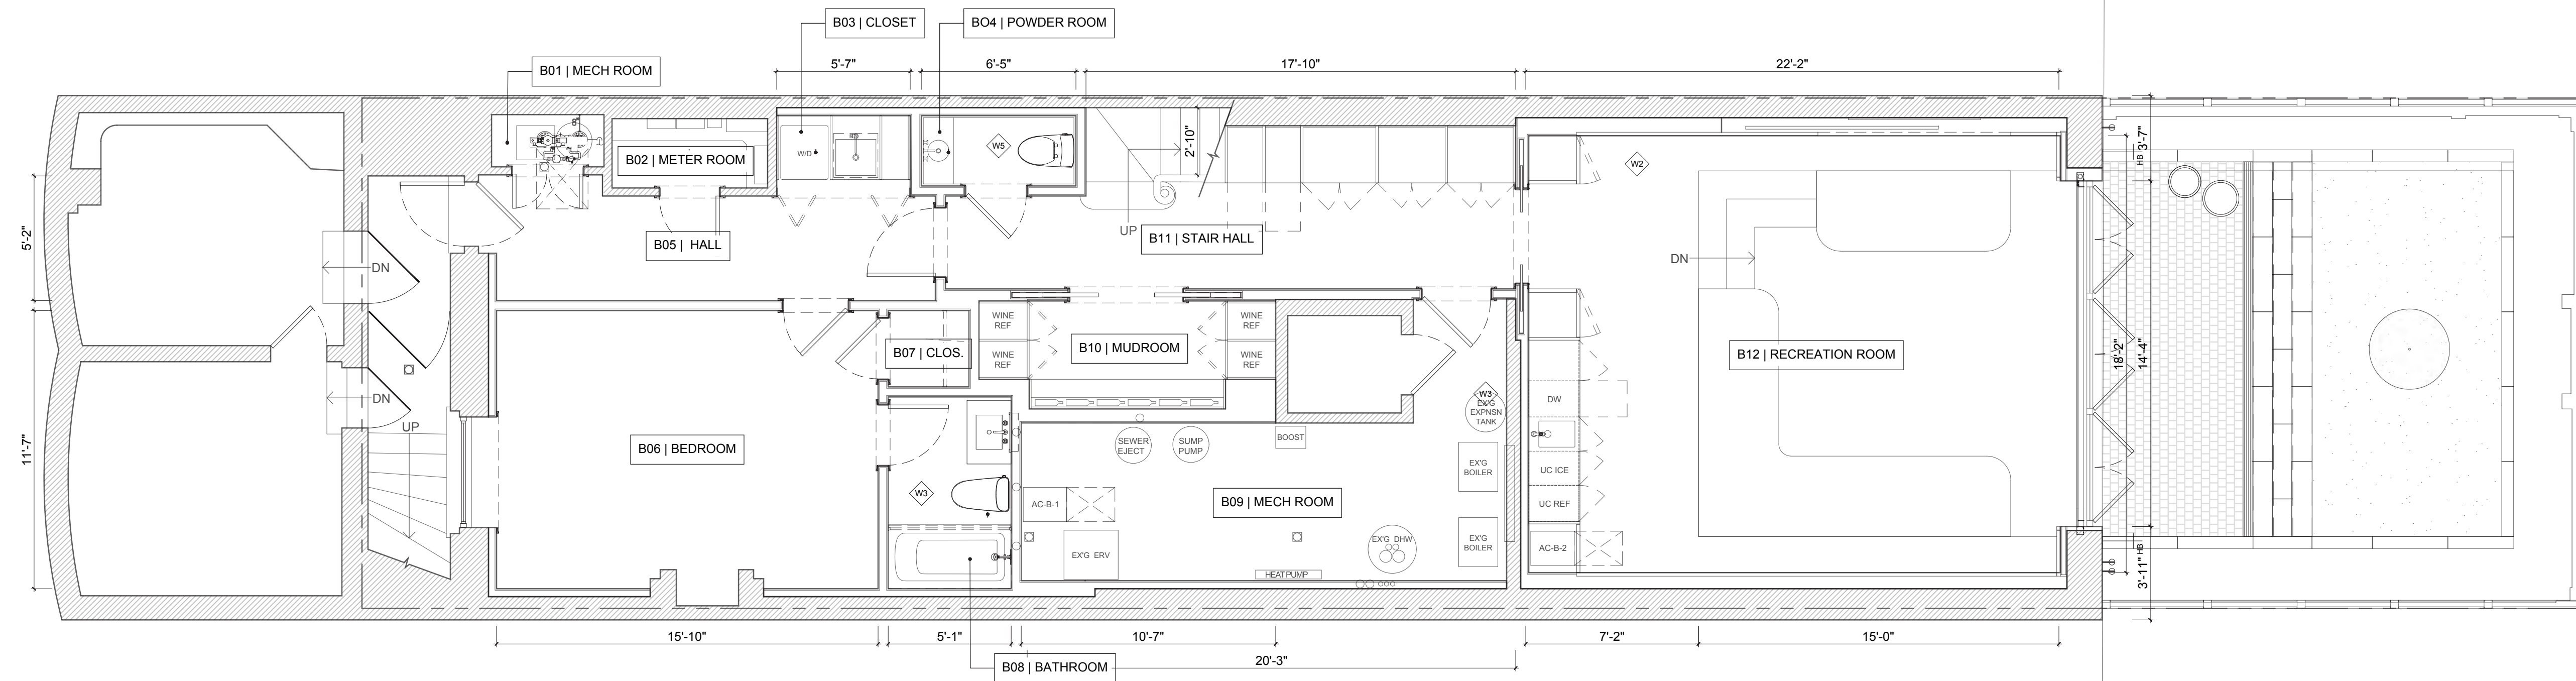 B03 | CLOSET
BO4 | POWDER ROOM
B01 | MECH ROOM
5'-7"
6'-5"
17'-10"
22'-2"
3'-7"
HB
2'-10"
W/D
W5
W2
B02 | METER ROOM
5'-2"
DN
B05 | HALL
UP
B11 | STAIR HALL
DN
WINE
REF
WINE
REF
WINE
REF
WINE
REF
B10 | MUDROOM
B07 | CLOS.
B12 | RECREATION ROOM
18'-2"
14'-4"
DN
UP
W3
EX'G
EXPNSN
TANK
DW
11'-7"
B06 | BEDROOM
SEWER
EJECT
SUMP
PUMP
BOOST
EX'G
BOILER
UC ICE
W3
AC-B-1
B09 | MECH ROOM
UC REF
EX'G ERV
EX'G DHW
EX'G
BOILER
AC-B-2
HB
3'-11"
HEAT PUMP
15'-10"
5'-1"
10'-7"
7'-2"
15'-0"
B08 | BATHROOM
20'-3"